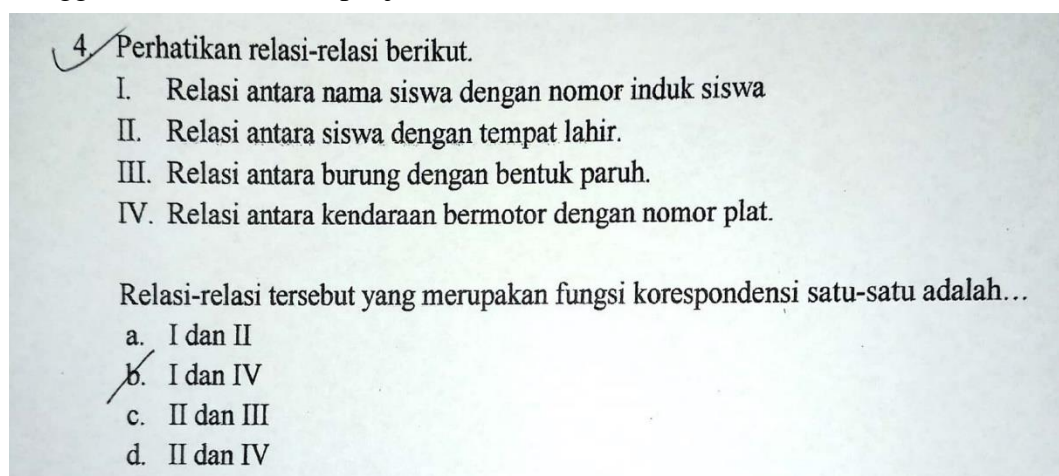 4. Perhatikan relasi-relasi berikut.
I. Relasi antara nama siswa dengan nomor induk siswa
II. Relasi antara siswa dengan tempat lahir.
III. Relasi antara burung dengan bentuk paruh.
IV. Relasi antara kendaraan bermotor dengan nomor plat.
Relasi-relasi tersebut yang merupakan fungsi korespondensi satu-satu adalah...
a. I dan II
b. I dan IV
c. II dan III
d. II dan IV